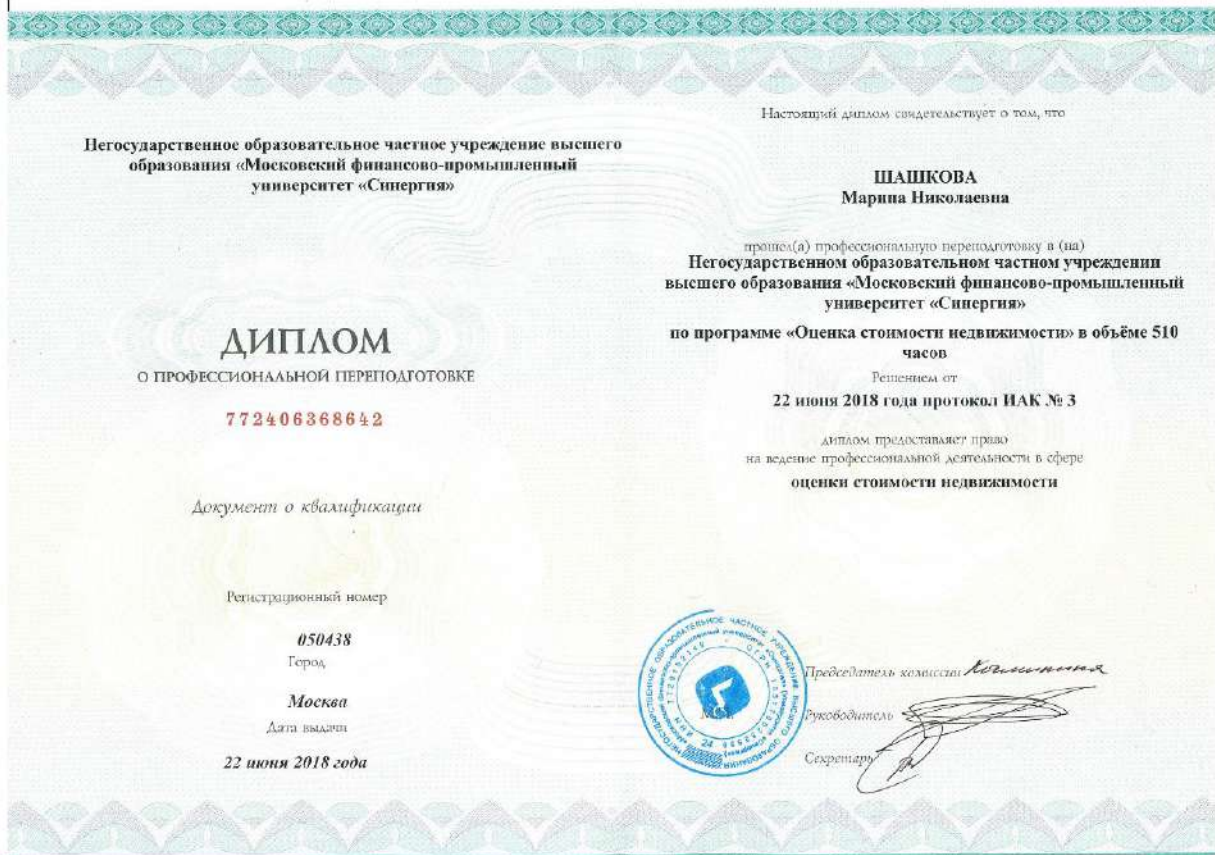 Негосударственное образовательное частное учреждение высшего
образования «Московский финансово-промышленный
университет «Синергия»
ДИПЛОМ
О ПРОФЕССИОНАЛЬНОЙ ПЕРЕПОДГОТОВКЕ
772406368642
Документ о квалификации
Регистрационный номер
050438
Город
Москва
Дата выдачи
22 июня 2018 года
Настоящий диплом свидетельствует о том, что
ШАШКОВА
Марина Николаевна
прошел(а) профессиональную переподготовку в (на)
Негосударственном образовательном частном учреждении
высшего образования «Московский финансово-промышленный
университет «Синергия»
по программе «Оценка стоимости недвижимости» в объёме 510
часов
Решением от
22 июня 2018 года протокол ИАК № 3
диплом предоставляет право
на ведение профессиональной деятельности в сфере
оценки стоимости недвижимости
Председатель комиссии
Руководитель
Секретарь
М.П.